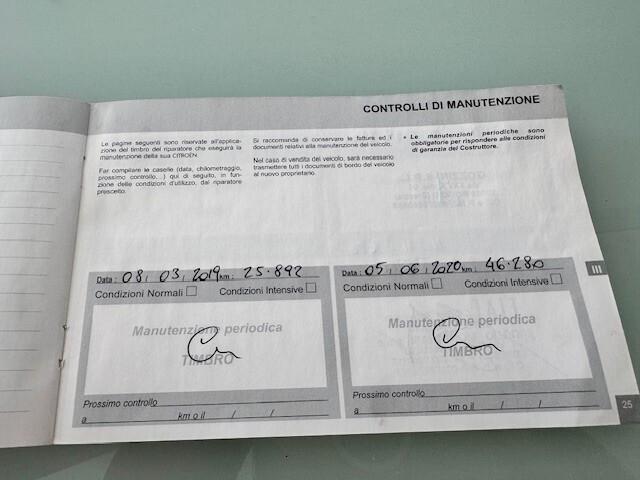 CONTROLLI DI MANUTENZIONE
Le pagine seguenti sono riservate all'applica-
zione del timbro del riparatore che eseguirà la
manutenzione della sua CITROËN.
Far compilare le caselle (data, chilometraggio,
prossimo controllo...) qui di seguito, in fun-
zione delle condizioni d'utilizzo, dal riparatore
prescelto.
Si raccomanda di conservare le fatture ed i
documenti relativi alla manutenzione del veicolo.
Nel caso di vendita del veicolo, sarà necessario
trasmettere tutti i documenti di bordo del veicolo
al nuovo proprietario.
• Le manutenzioni periodiche sono
obbligatorie per rispondere alle condizioni
di garanzia del Costruttore.
Data : 08 / 03 / 2019 km : 25.892
Condizioni Normali Condizioni Intensive
Manutenzione periodica
TIMBRO
Prossimo controllo
a km o il / /
Data : 05 / 06 / 2020 km : 46.280
Condizioni Normali Condizioni Intensive
Manutenzione periodica
TIMBRO
Prossimo controllo
a km o il / /
III
25